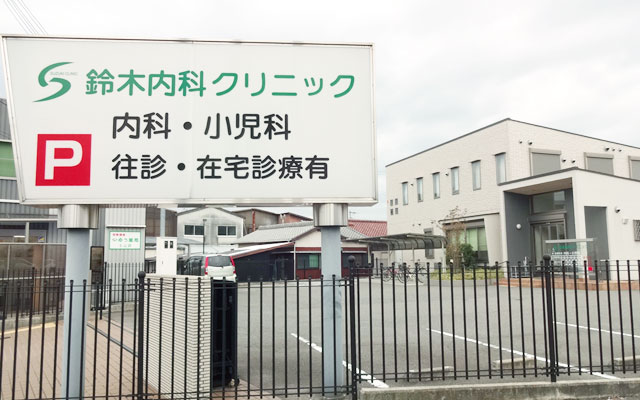 鈴木内科クリニック
内科・小児科
P
往診・在宅診療有